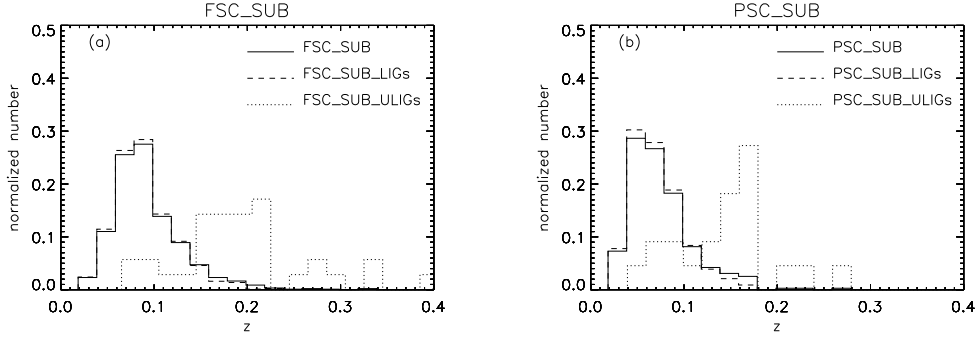 FSC_SUB
(a)
FSC_SUB
FSC_SUB_LIGs
FSC_SUB_ULIGs
normalized number
0.5
0.4
0.3
0.2
0.1
0.0
0.0 0.1 0.2 0.3 0.4
z
PSC_SUB
(b)
PSC_SUB
PSC_SUB_LIGs
PSC_SUB_ULIGs
normalized number
0.5
0.4
0.3
0.2
0.1
0.0
0.0 0.1 0.2 0.3 0.4
z